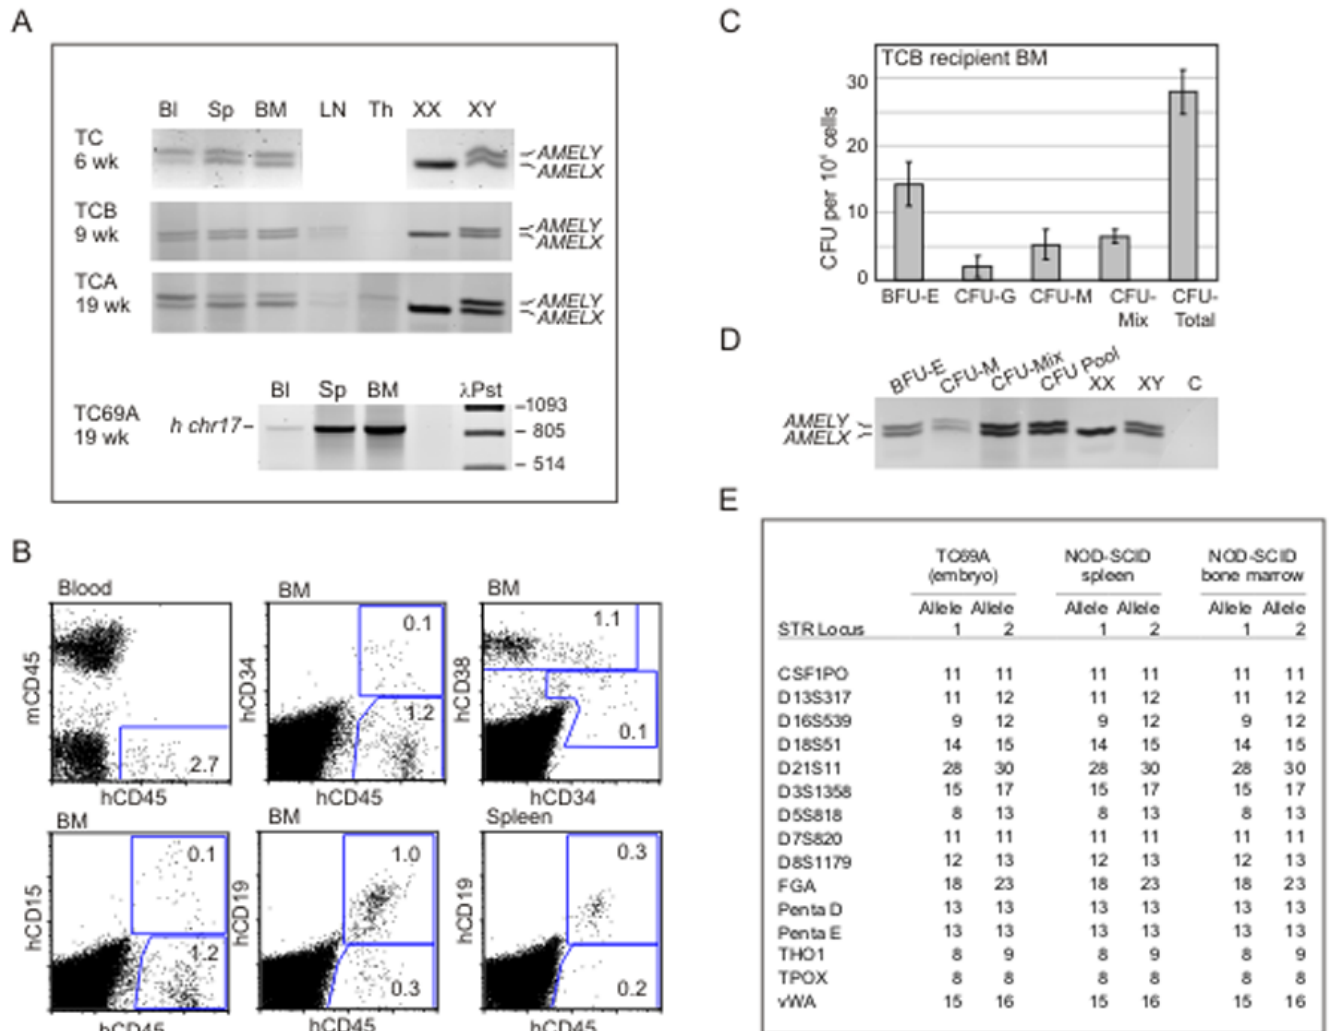 A
Bl Sp BM LN Th XX XY
TC
6 wk
AMELY
AMELX
TCB
9 wk
AMELY
AMELX
TCA
19 wk
AMELY
AMELX
Bl Sp BM λPst
TC69A
19 wk
h chr17
1093
805
514
B
Blood
mCD45
2.7
hCD45
BM
hCD34
0.1
1.2
hCD45
BM
hCD38
1.1
0.1
hCD34
BM
hCD15
0.1
1.2
hCD45
BM
hCD19
1.0
0.3
hCD45
Spleen
hCD19
0.3
0.2
hCD45
C
TCB recipient BM
CFU per 10⁴ cells
30
20
10
0
BFU-E CFU-G CFU-M CFU-Mix CFU-Total
D
BFU-E CFU-M CFU-Mix CFU Pool XX XY C
AMELY
AMELX
E
TC69A (embryo) NOD-SCID spleen NOD-SCID bone marrow
Allele Allele Allele Allele Allele Allele
STR Locus 1 2 1 2 1 2
CSF1PO 11 11 11 11 11 11
D13S317 11 12 11 12 11 12
D16S539 9 12 9 12 9 12
D18S51 14 15 14 15 14 15
D21S11 28 30 28 30 28 30
D3S1358 15 17 15 17 15 17
D5S818 8 13 8 13 8 13
D7S820 11 11 11 11 11 11
D8S1179 12 13 12 13 12 13
FGA 18 23 18 23 18 23
Penta D 13 13 13 13 13 13
Penta E 13 13 13 13 13 13
THO1 8 9 8 9 8 9
TPOX 8 8 8 8 8 8
vWA 15 16 15 16 15 16